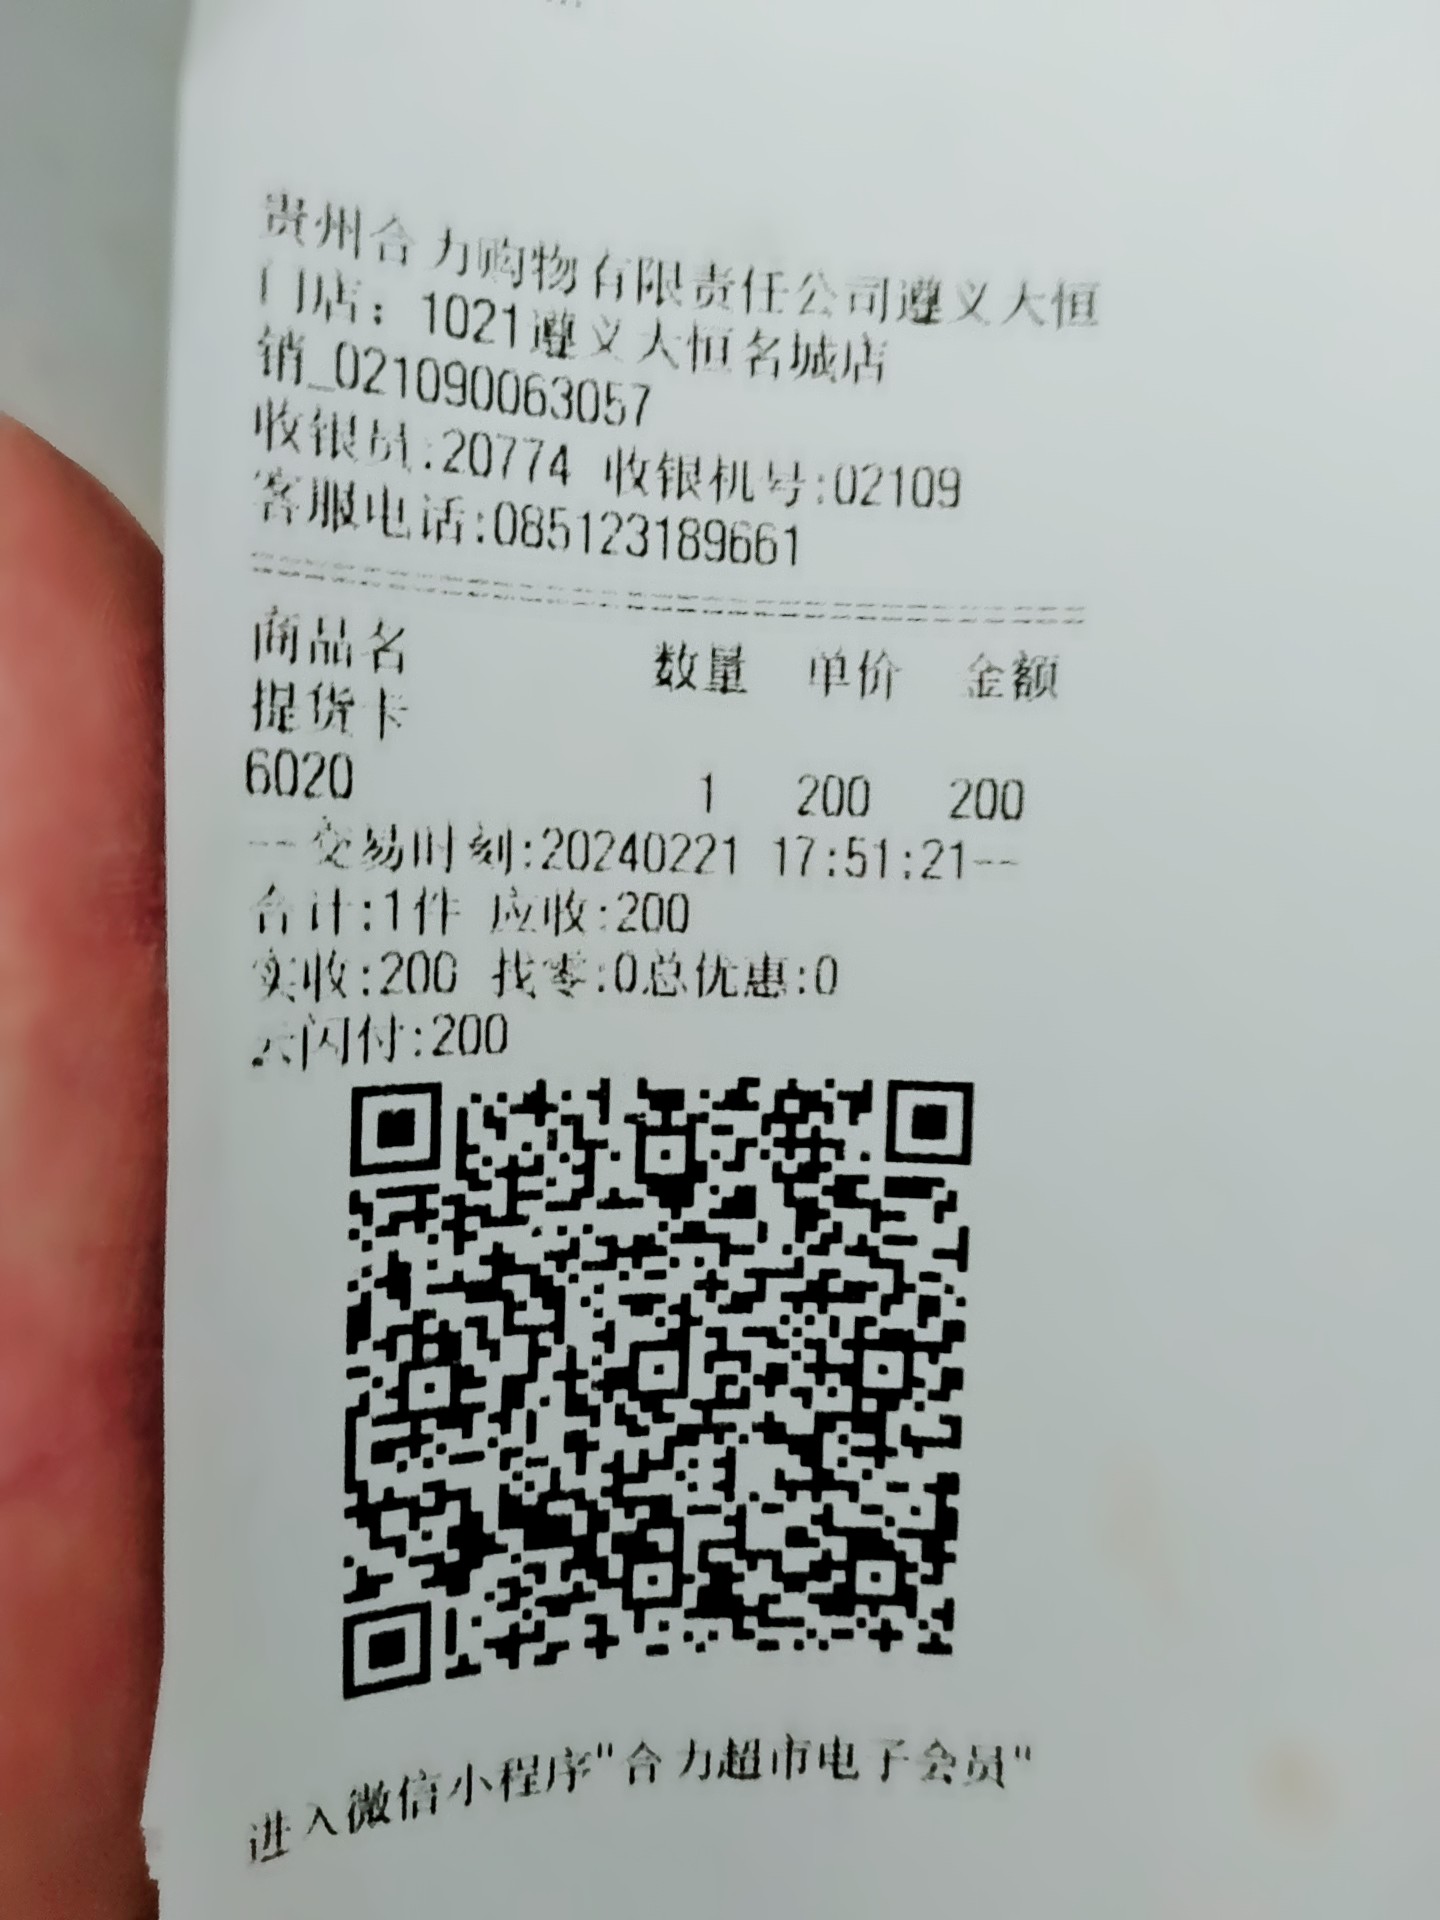 贵州合力购物有限责任公司遵义大恒
门店：1021遵义大恒名城店
销_021090063057
收银员:20774 收银机号:02109
客服电话:085123189661
商品名 数量 单价 金额
提货卡
6020 1 200 200
--交易时刻:20240221 17:51:21--
合计:1件 应收:200
实收:200 找零:0总优惠:0
云闪付:200
进入微信小程序"合力超市电子会员"